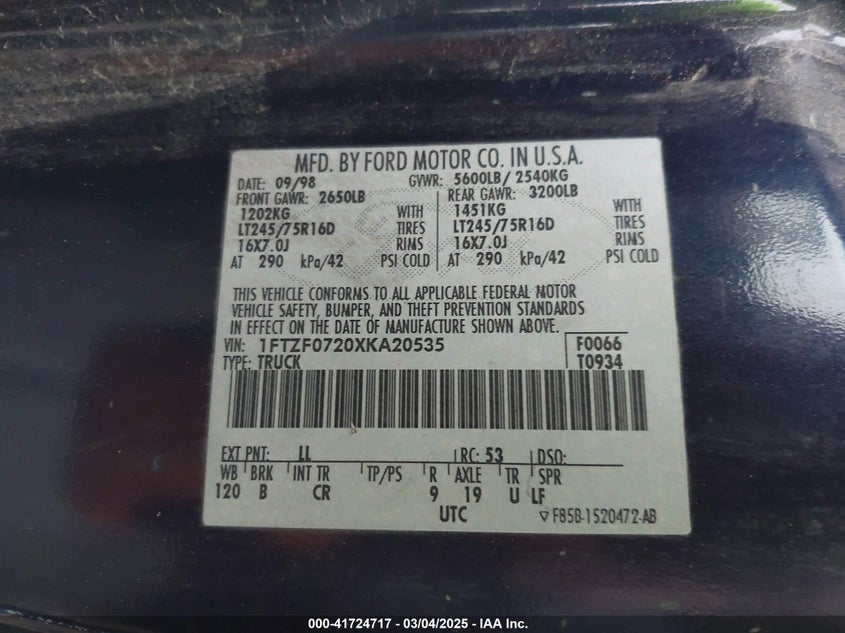 MFD. BY FORD MOTOR CO. IN U.S.A.
DATE: 09/98 GVWR: 5600LB/ 2540KG
FRONT GAWR: 2650LB REAR GAWR: 3200LB
1202KG WITH 1451KG WITH
LT245/75R16D TIRES LT245/75R16D TIRES
16X7.0J RIMS 16X7.0J RIMS
AT 290 kPa/42 PSI COLD AT 290 kPa/42 PSI COLD
THIS VEHICLE CONFORMS TO ALL APPLICABLE FEDERAL MOTOR
VEHICLE SAFETY, BUMPER, AND THEFT PREVENTION STANDARDS
IN EFFECT ON THE DATE OF MANUFACTURE SHOWN ABOVE.
VIN: 1FTZF0720XKA20535 F0066
TYPE: TRUCK T0934
EXT PNT: LL RC: 53 DSO:
WB BRK INT TR TP/PS R AXLE TR SPR
120 B CR 9 19 U LF
UTC ▽ F85B-1520472-AB
000-41724717 — 03/04/2025 - IAA Inc.